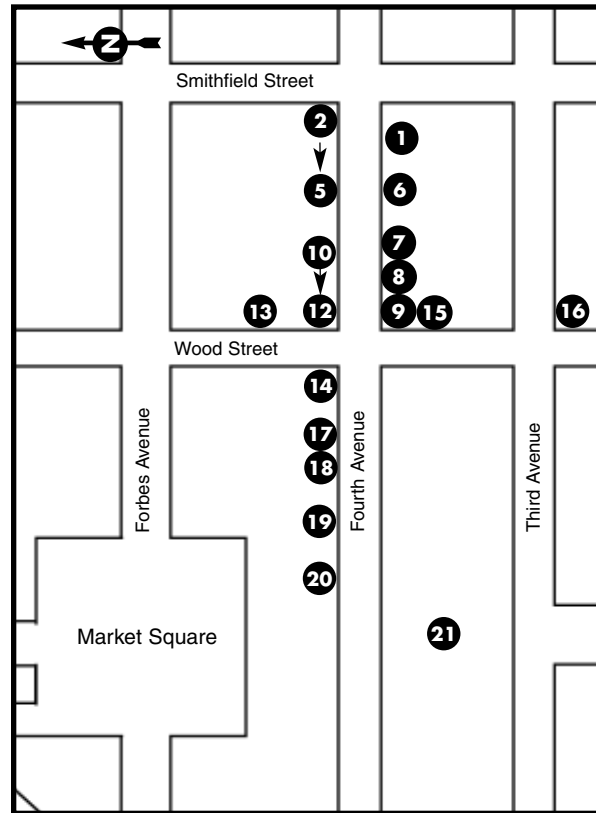 N
Smithfield Street
2
1
5
6
10
7
8
13
12
9
15
16
Wood Street
14
17
18
19
20
Forbes Avenue
Fourth Avenue
Third Avenue
Market Square
21